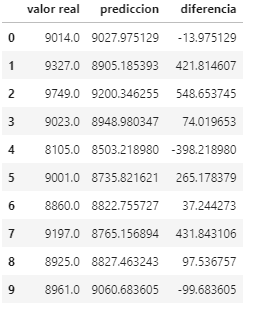 valor real prediccion diferencia
0 9014.0 9027.975129 -13.975129
1 9327.0 8905.185393 421.814607
2 9749.0 9200.346255 548.653745
3 9023.0 8948.980347 74.019653
4 8105.0 8503.218980 -398.218980
5 9001.0 8735.821621 265.178379
6 8860.0 8822.755727 37.244273
7 9197.0 8765.156894 431.843106
8 8925.0 8827.463243 97.536757
9 8961.0 9060.683605 -99.683605